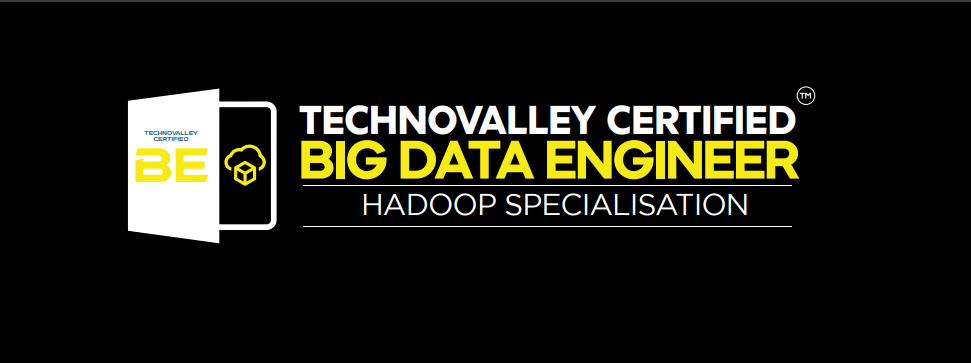 TECHNOVALLEY
CERTIFIED
BE
TECHNOVALLEY CERTIFIED
TM
BIG DATA ENGINEER
HADOOP SPECIALISATION